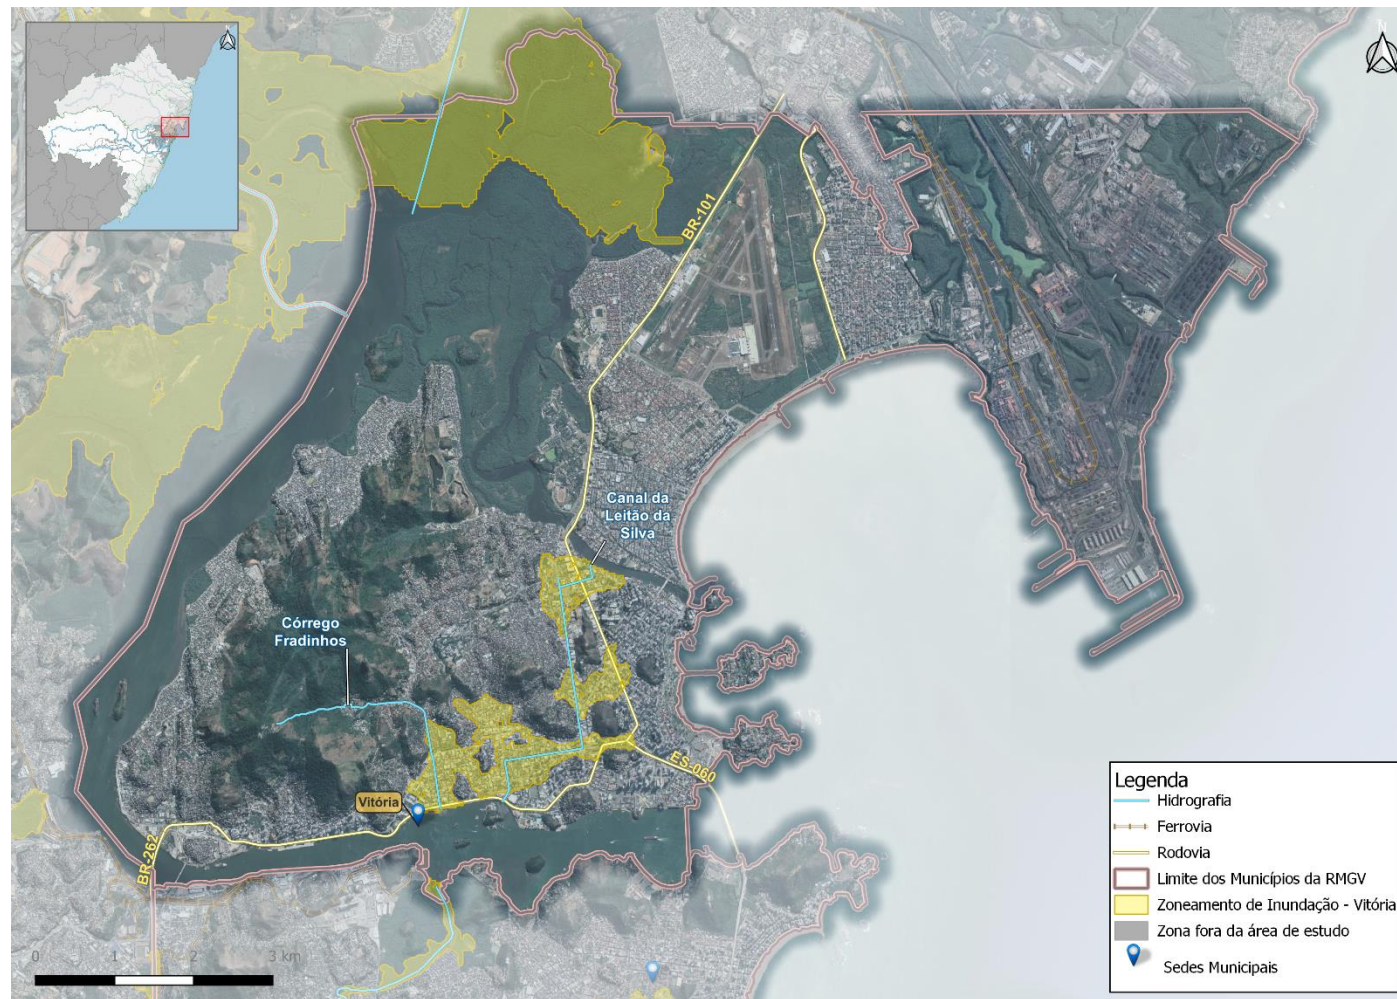 N
BR-101
Canal da
Leitão da
Silva
Córrego
Fradinhos
ES-060
Vitória
BR-262
0 1 2 3 km
Legenda
Hidrografia
Ferrovia
Rodovia
Limite dos Municípios da RMGV
Zoneamento de Inundação - Vitória
Zona fora da área de estudo
Sedes Municipais